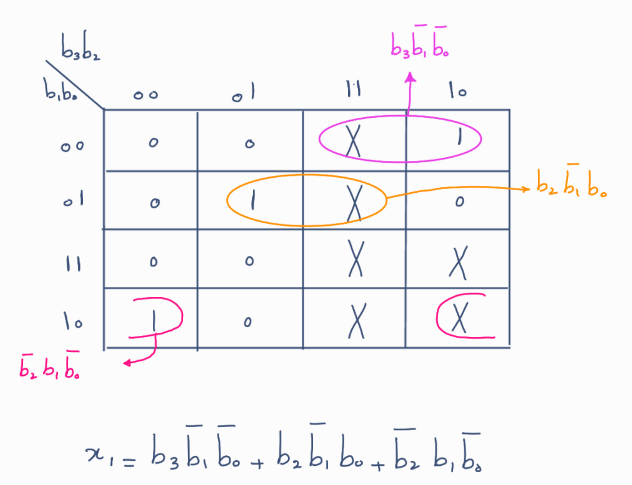 b₃b₂
b₃b̅₁b̅₀
b₁b₀ 00 01 11 10
00 0 0 X 1
01 0 1 X 0
b₂b̅₁b₀
11 0 0 X X
10 1 0 X X
b̅₂b₁b̅₀
x₁ = b₃b̅₁b̅₀ + b₂b̅₁b₀ + b̅₂b₁b̅₀